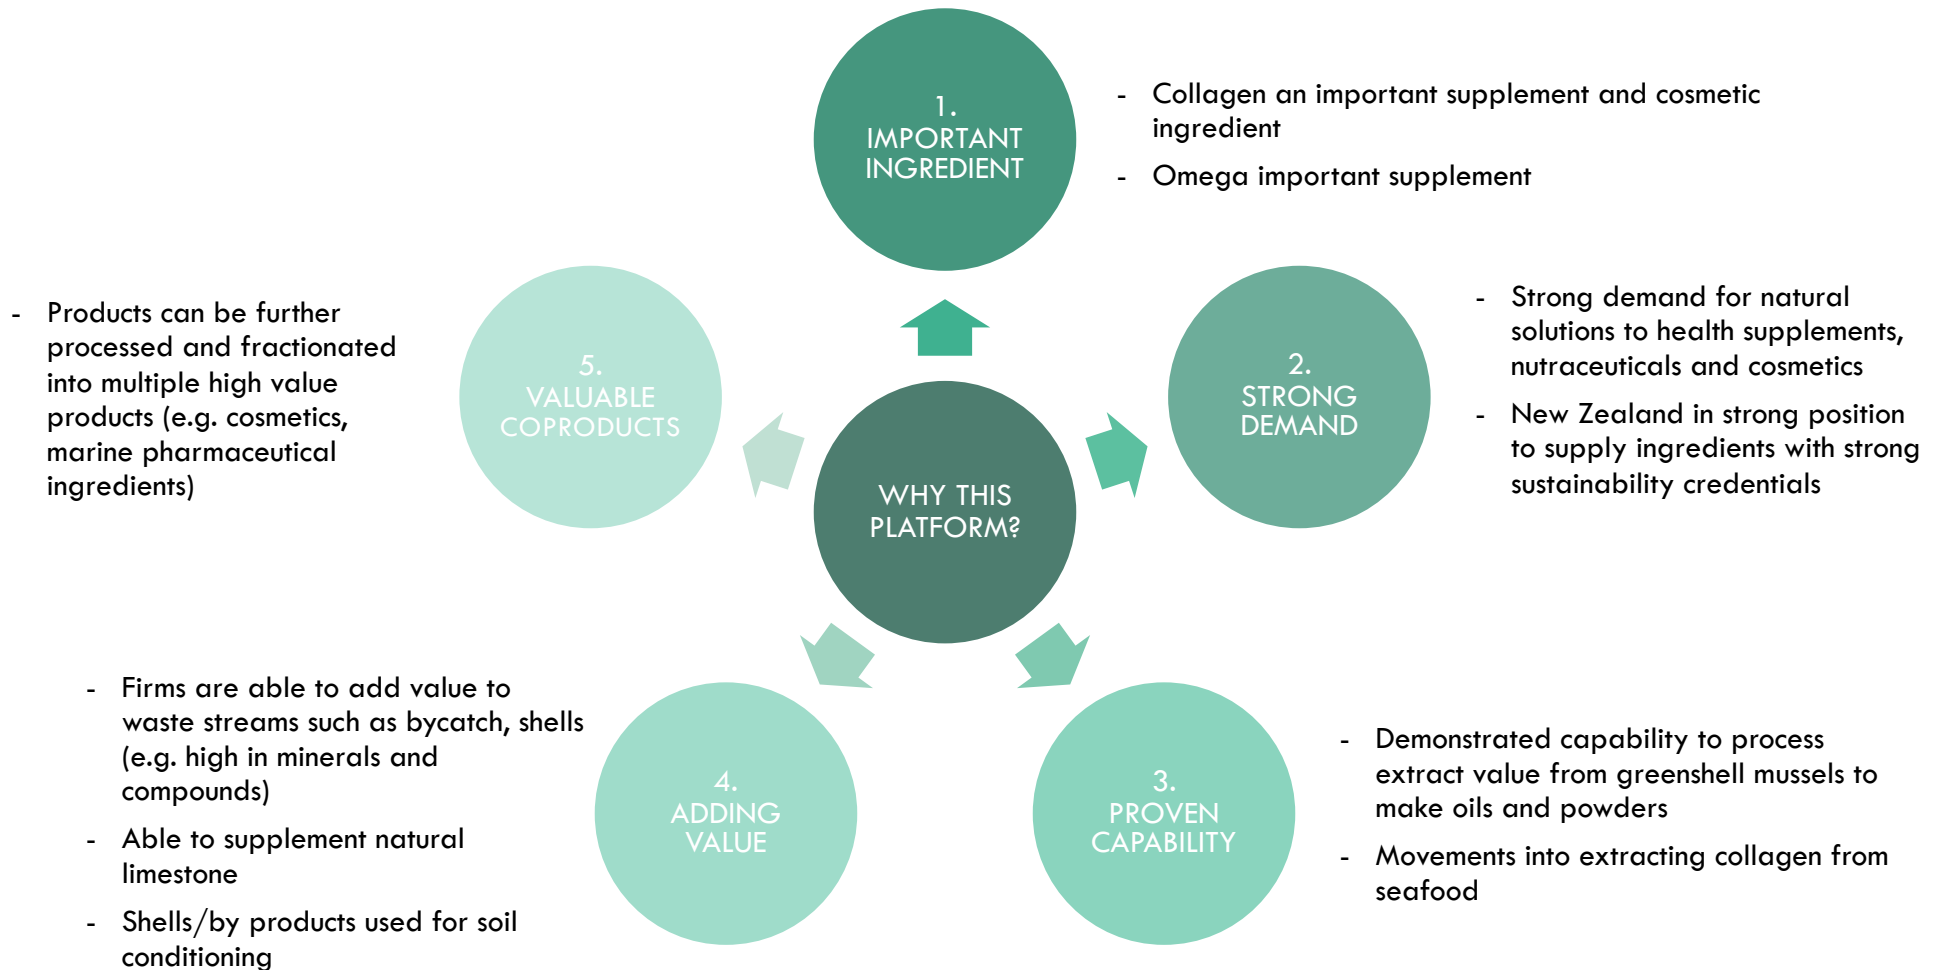 1.
IMPORTANT
INGREDIENT
- Collagen an important supplement and cosmetic
ingredient
- Omega important supplement
2.
STRONG
DEMAND
- Strong demand for natural
solutions to health supplements,
nutraceuticals and cosmetics
- New Zealand in strong position
to supply ingredients with strong
sustainability credentials
WHY THIS
PLATFORM?
3.
PROVEN
CAPABILITY
- Demonstrated capability to process
extract value from greenshell mussels to
make oils and powders
- Movements into extracting collagen from
seafood
4.
ADDING
VALUE
- Firms are able to add value to
waste streams such as bycatch, shells
(e.g. high in minerals and
compounds)
- Able to supplement natural
limestone
- Shells/by products used for soil
conditioning
5.
VALUABLE
COPRODUCTS
- Products can be further
processed and fractionated
into multiple high value
products (e.g. cosmetics,
marine pharmaceutical
ingredients)